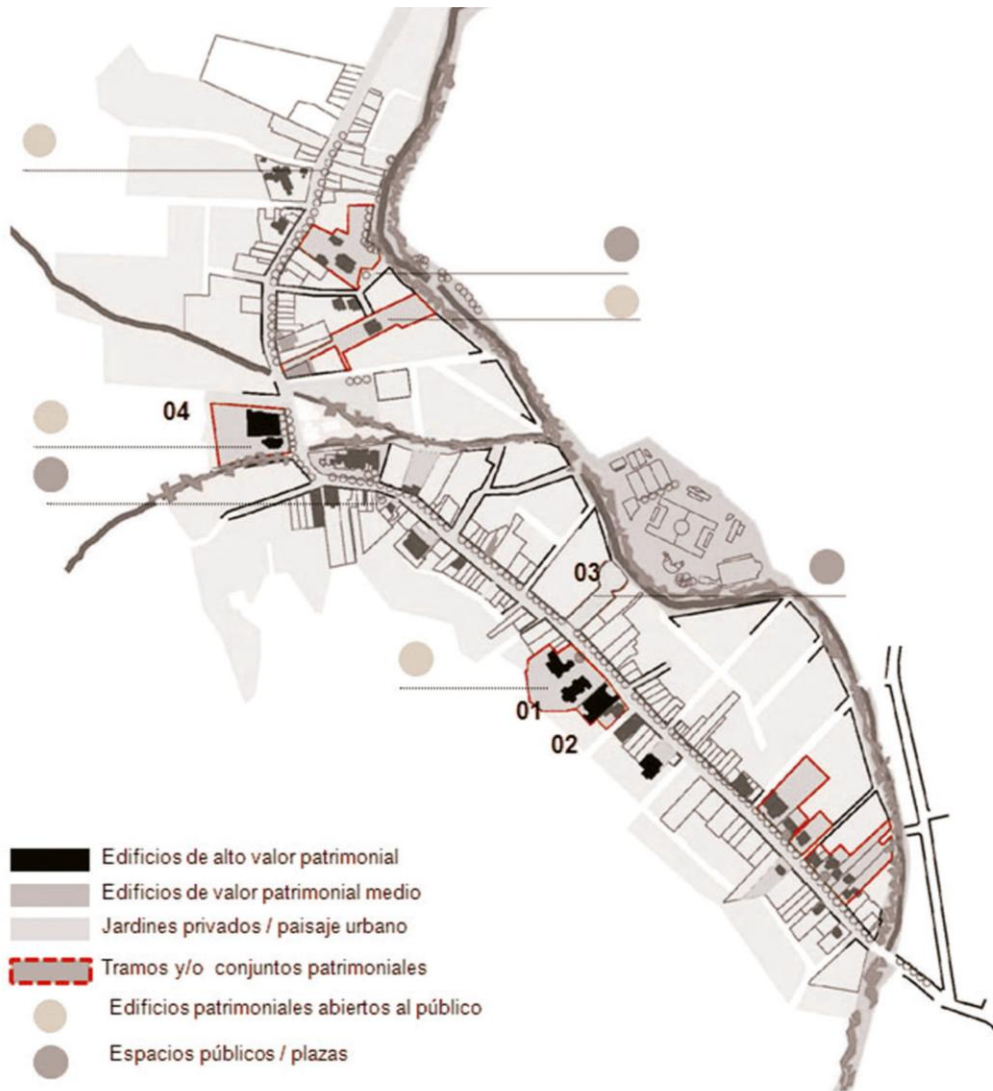 04
03
01
02
Edificios de alto valor patrimonial
Edificios de valor patrimonial medio
Jardines privados / paisaje urbano
Tramos y/o conjuntos patrimoniales
Edificios patrimoniales abiertos al público
Espacios públicos / plazas